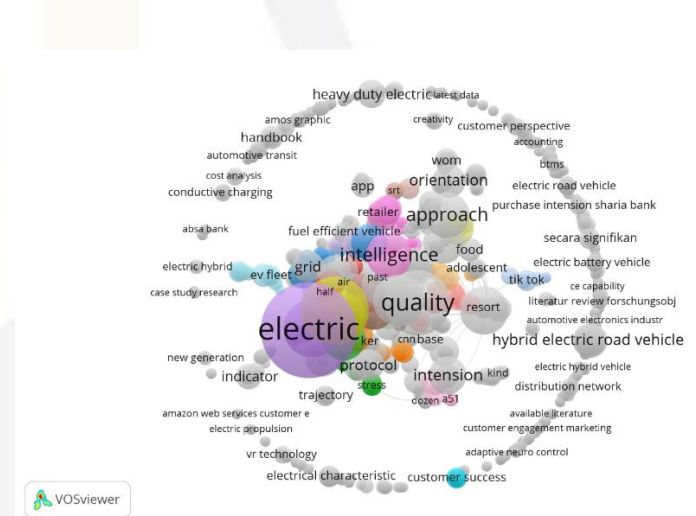 heavy duty electric latest data
amos graphic
creativity
customer perspective
handbook
accounting
automotive transit
wom
btms
cost analysis
orientation
conductive charging
app
srt
electric road vehicle
retailer
approach
purchase intension sharia bank
absa bank
fuel efficient vehicle
secara signifikan
intelligence
food
electric hybrid
ev fleet
grid
adolescent
electric battery vehicle
air
past
tik tok
case study research
half
ce capability
quality
resort
literatur review forschungsobj
electric
automotive electronics industr
ker
cnn
base
hybrid electric road vehicle
new generation
protocol
electric hybrid vehicle
indicator
intension
kind
stress
distribution network
trajectory
dozen
a51
amazon web services customer e
available literature
electric propulsion
customer engagement marketing
vr technology
adaptive neuro control
electrical characteristic
customer success
VOSviewer